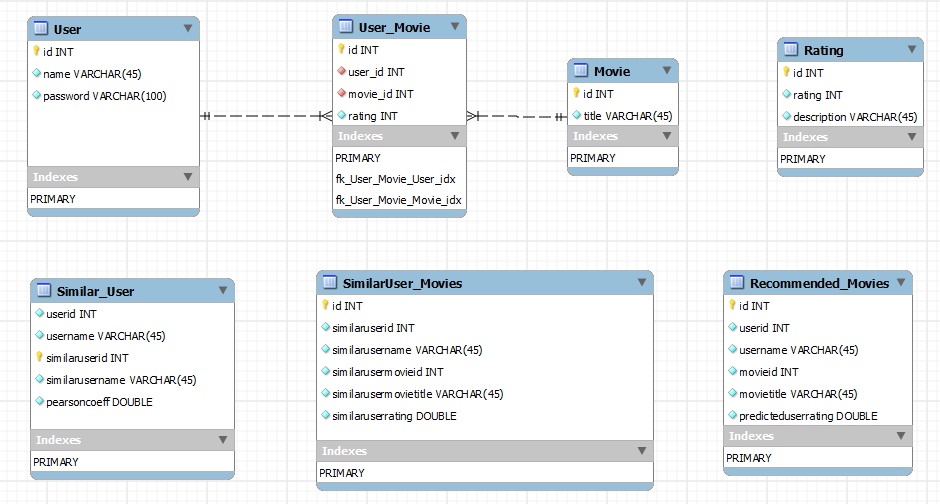 User
id INT
name VARCHAR(45)
password VARCHAR(100)
Indexes
PRIMARY
User_Movie
id INT
user_id INT
movie_id INT
rating INT
Indexes
PRIMARY
fk_User_Movie_User_idx
fk_User_Movie_Movie_idx
Movie
id INT
title VARCHAR(45)
Indexes
PRIMARY
Rating
id INT
rating INT
description VARCHAR(45)
Indexes
PRIMARY
Similar_User
userid INT
username VARCHAR(45)
similaruserid INT
similarusername VARCHAR(45)
pearsoncoeff DOUBLE
Indexes
PRIMARY
SimilarUser_Movies
id INT
similaruserid INT
similarusername VARCHAR(45)
similarusermovieid INT
similarusermovietitle VARCHAR(45)
similaruserrating DOUBLE
Indexes
PRIMARY
Recommended_Movies
id INT
userid INT
username VARCHAR(45)
movieid INT
movietitle VARCHAR(45)
predicteduserrating DOUBLE
Indexes
PRIMARY